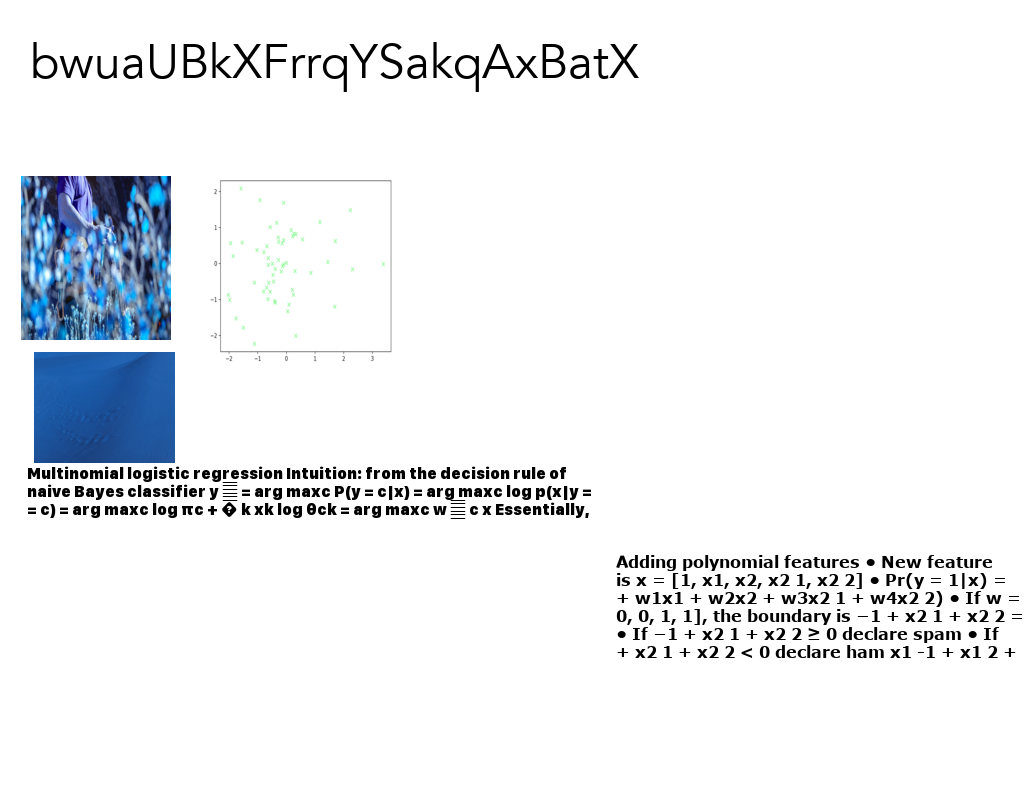 bwuaUBkXFrrqYSakqAxBatX
2
1
0
−1
−2
−2 −1 0 1 2 3
Multinomial logistic regression Intuition: from the decision rule of
naive Bayes classifier y = arg maxc P(y = c|x) = arg maxc log p(x|y =
= c) = arg maxc log πc + � k xk log θck = arg maxc w c x Essentially,
Adding polynomial features • New feature
is x = [1, x1, x2, x2 1, x2 2] • Pr(y = 1|x) =
+ w1x1 + w2x2 + w3x2 1 + w4x2 2) • If w =
0, 0, 1, 1], the boundary is −1 + x2 1 + x2 2 =
• If −1 + x2 1 + x2 2 ≥ 0 declare spam • If
+ x2 1 + x2 2 < 0 declare ham x1 -1 + x1 2 +